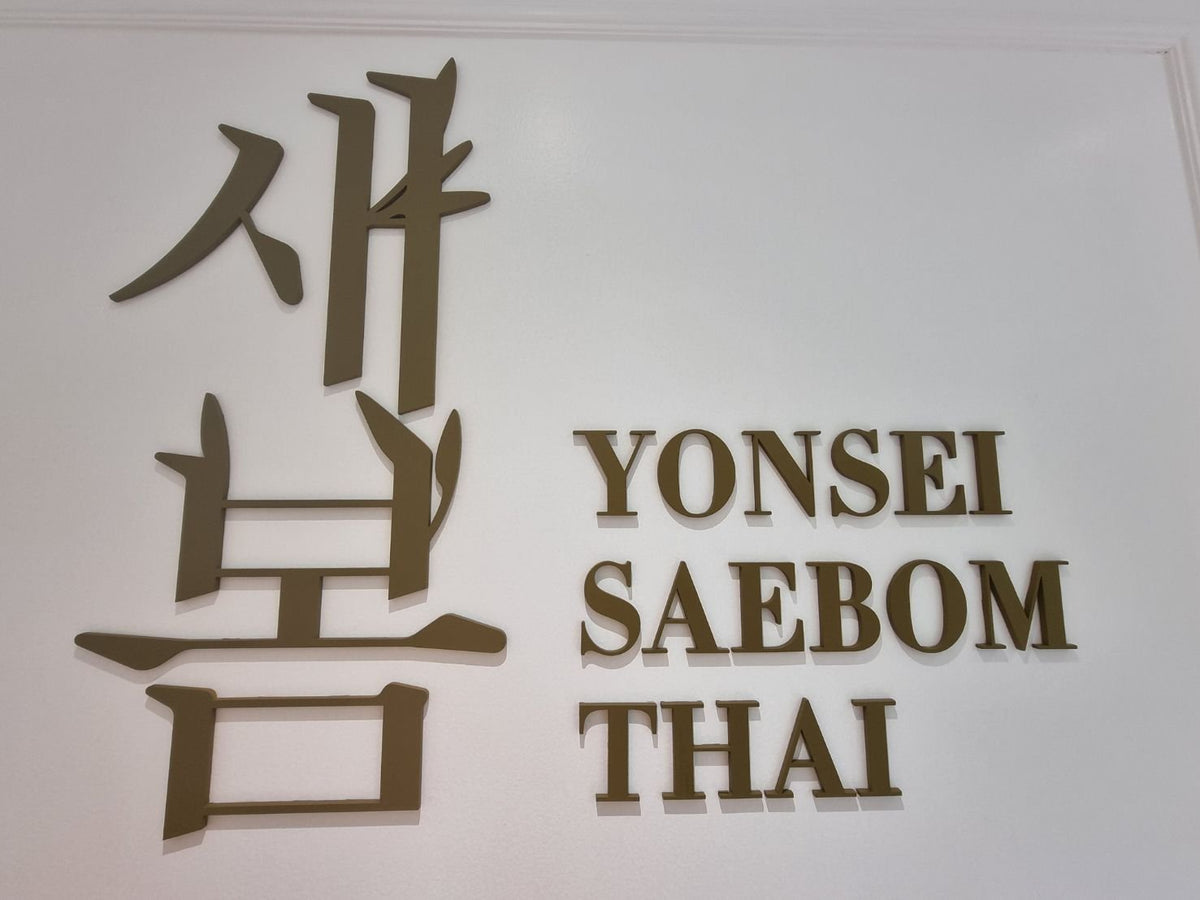 새
봄
YONSEI
SAEBOM
THAI